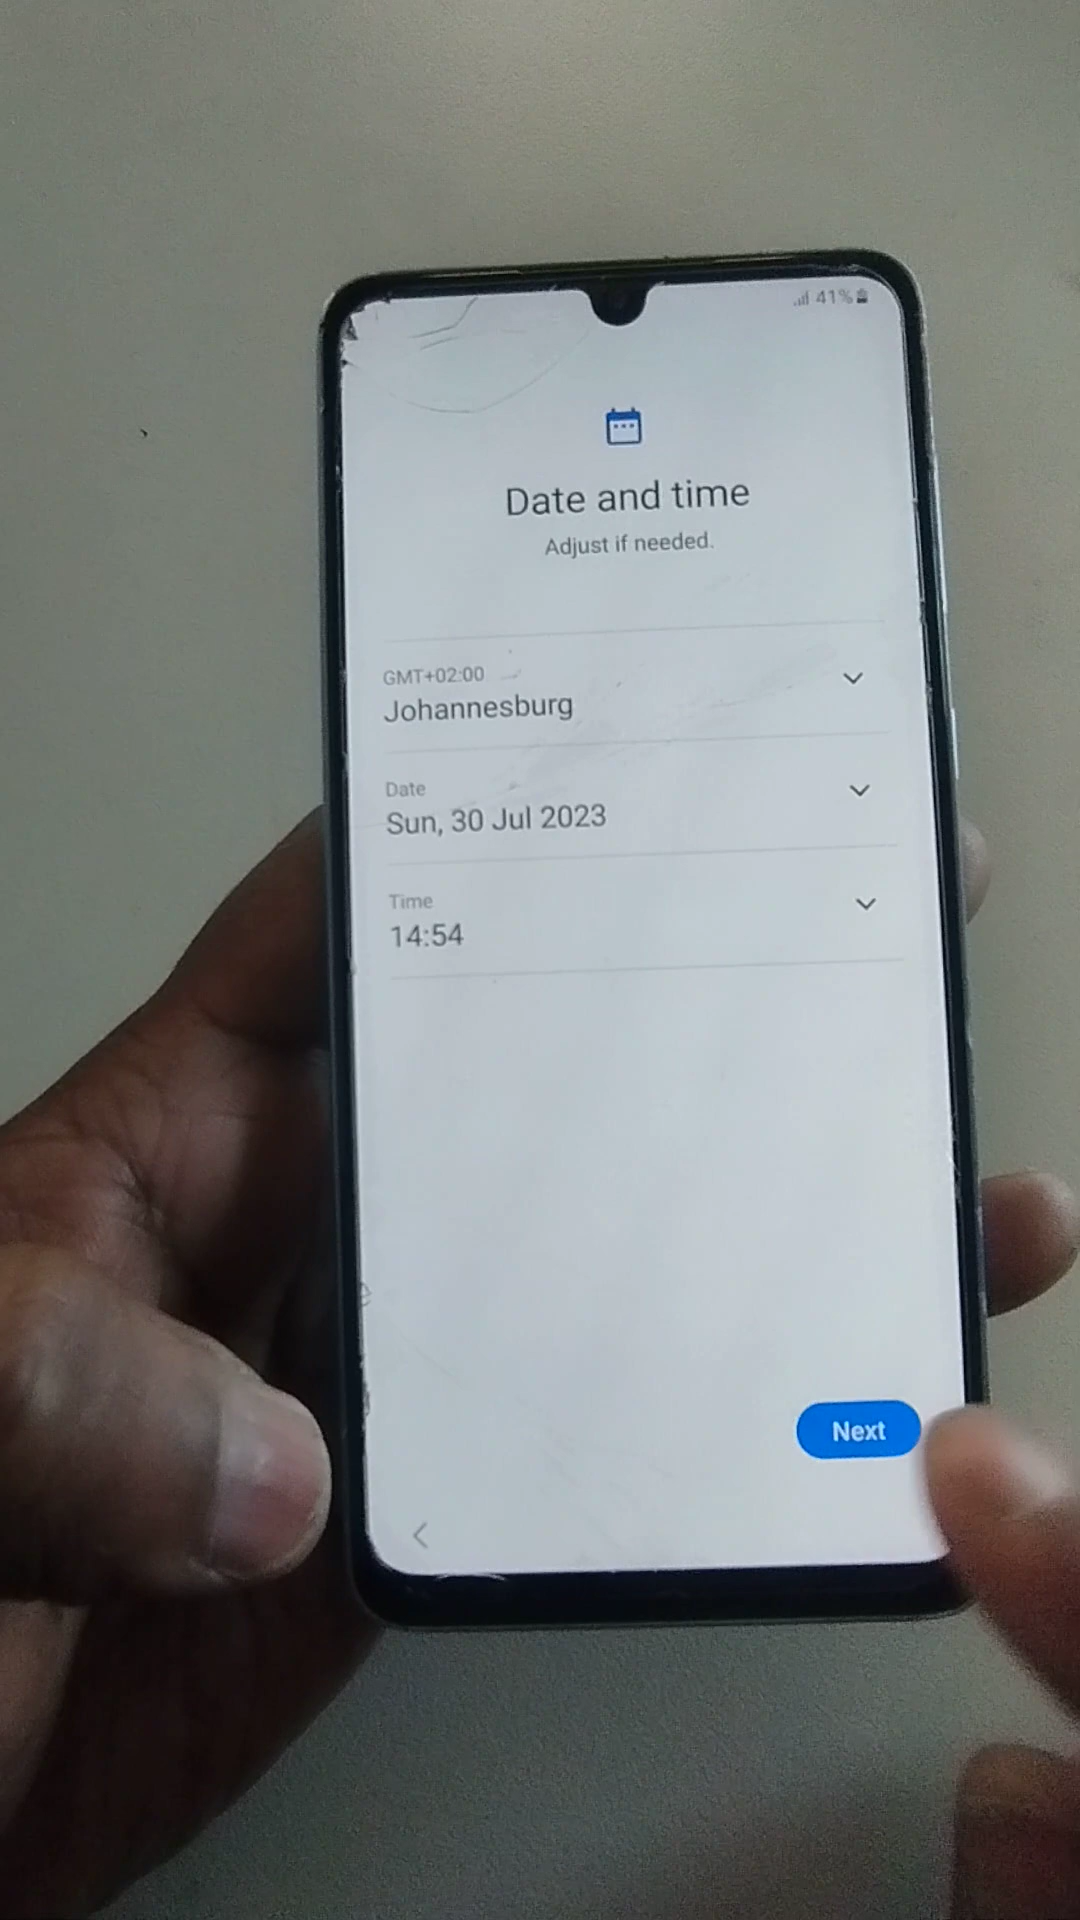 41%
Date and time
Adjust if needed.
GMT+02:00
Johannesburg
Date
Sun, 30 Jul 2023
Time
14:54
Next